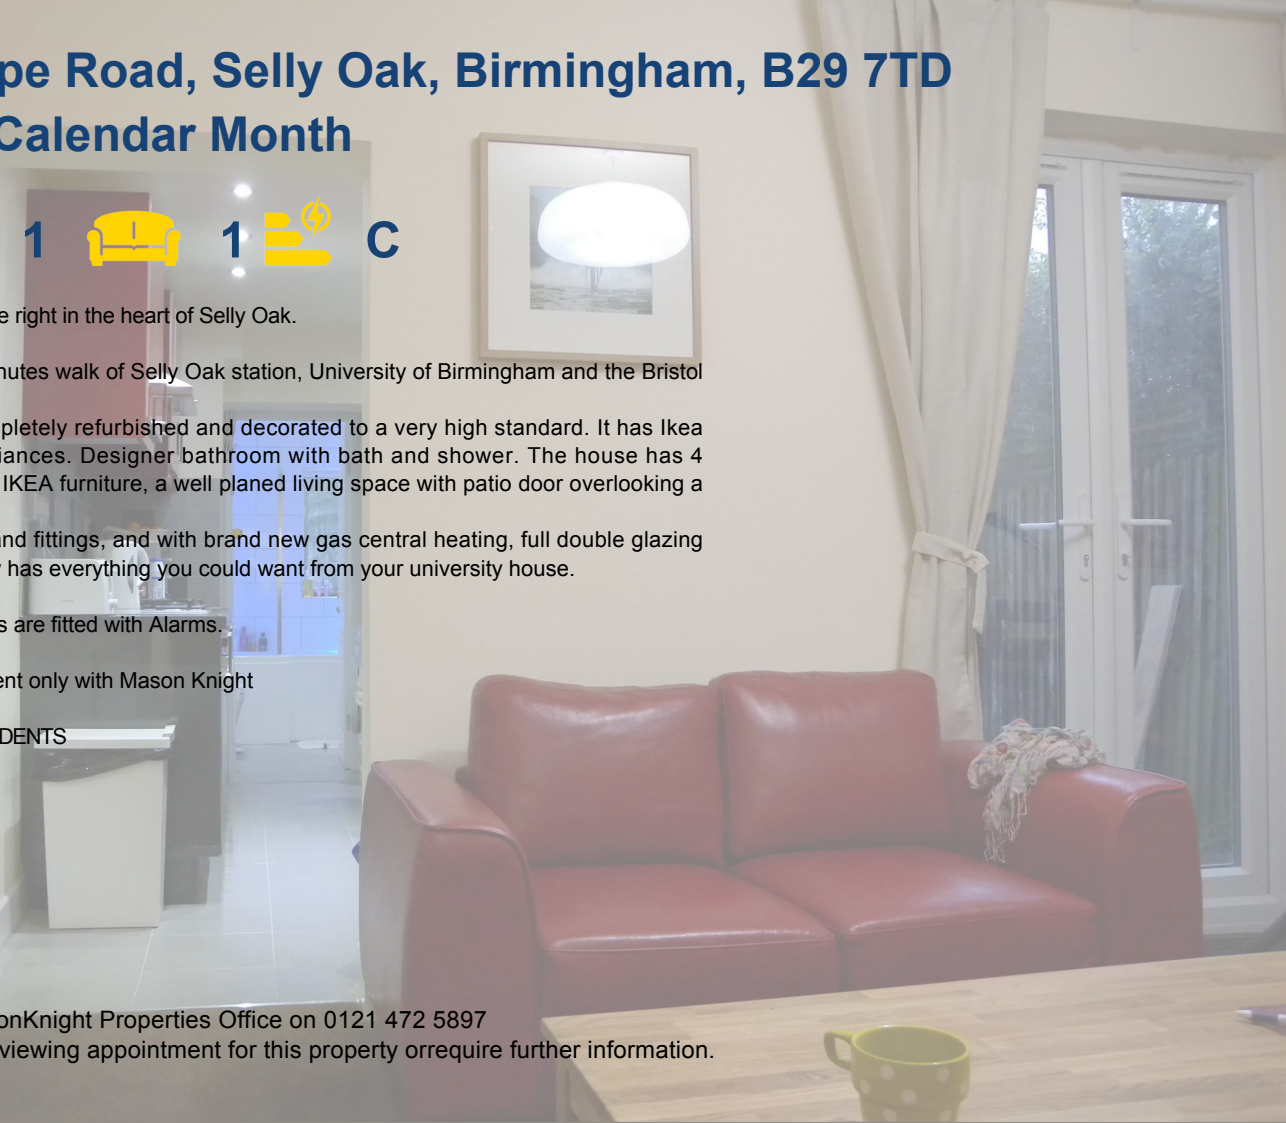 pe Road, Selly Oak, Birmingham, B29 7TD
Calendar Month
1 1 C
e right in the heart of Selly Oak.
nutes walk of Selly Oak station, University of Birmingham and the Bristol
pletely refurbished and decorated to a very high standard. It has Ikea
iances. Designer bathroom with bath and shower. The house has 4
IKEA furniture, a well planed living space with patio door overlooking a
and fittings, and with brand new gas central heating, full double glazing
y has everything you could want from your university house.
s are fitted with Alarms.
ent only with Mason Knight
DENTS
onKnight Properties Office on 0121 472 5897
viewing appointment for this property orrequire further information.